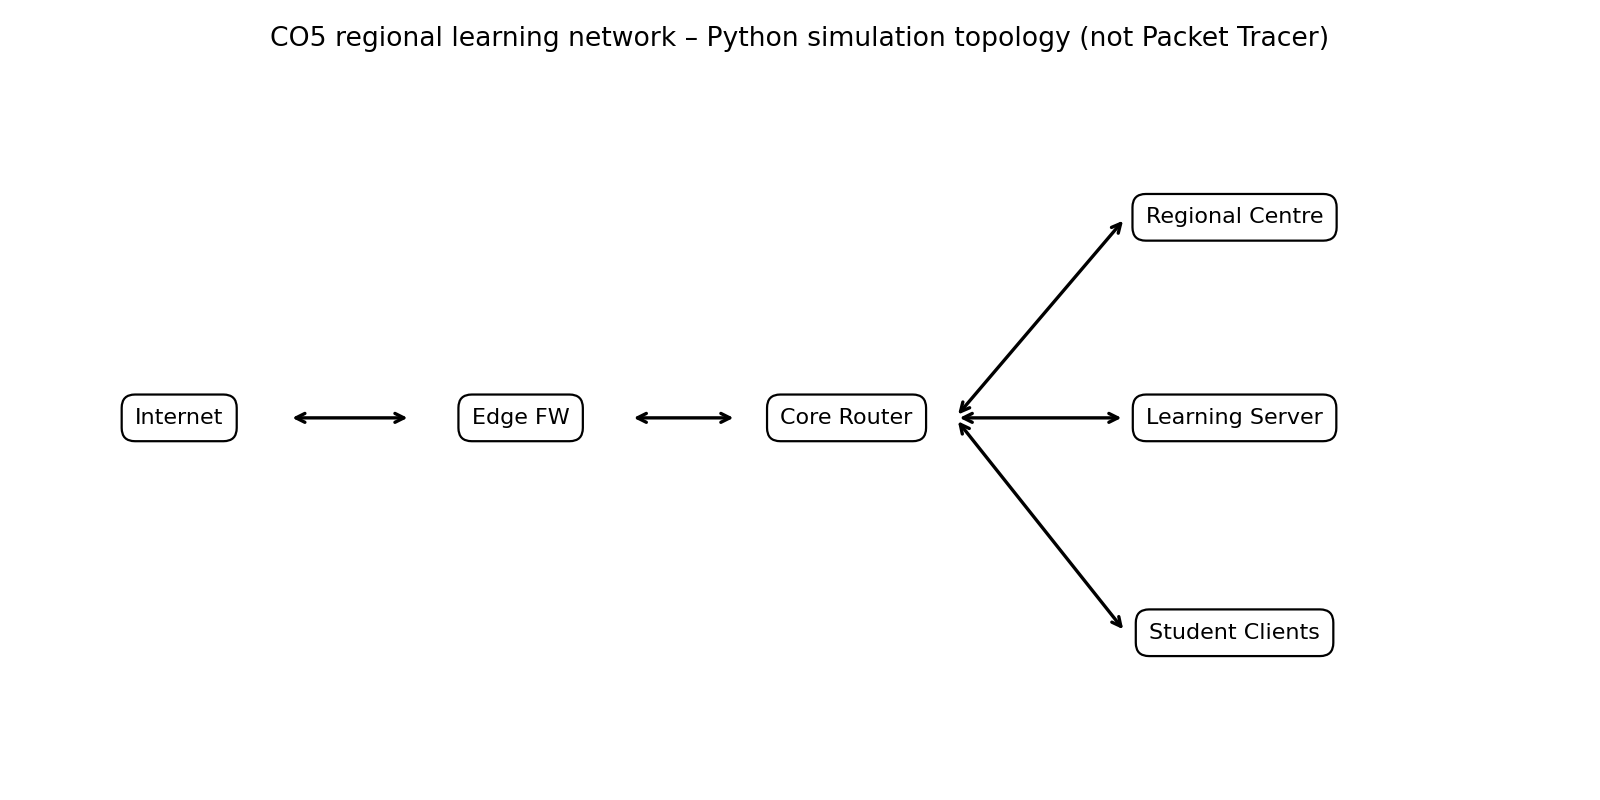 CO5 regional learning network – Python simulation topology (not Packet Tracer)
Regional Centre
Internet
Edge FW
Core Router
Learning Server
Student Clients